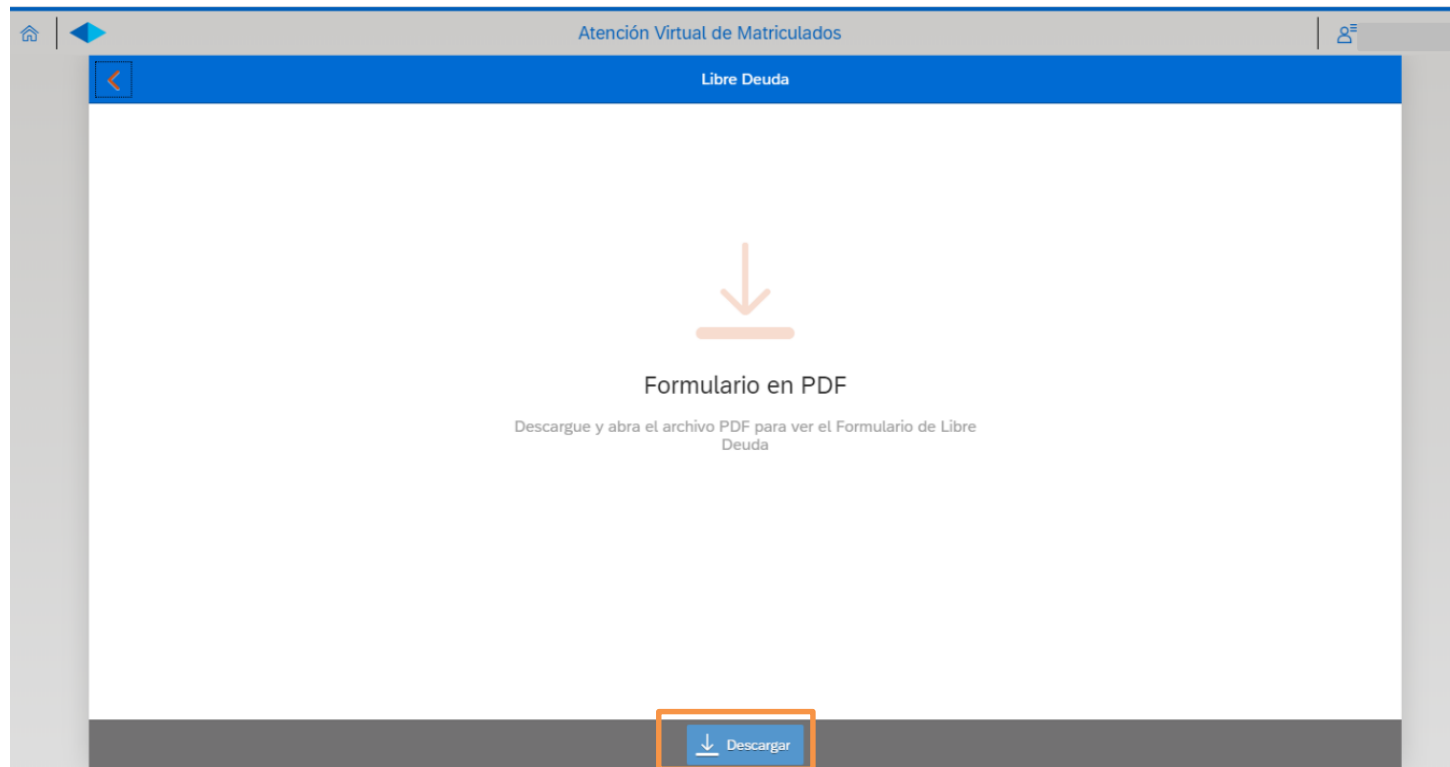 Atención Virtual de Matriculados
Libre Deuda
Formulario en PDF
Descargue y abra el archivo PDF para ver el Formulario de Libre
Deuda
Descargar